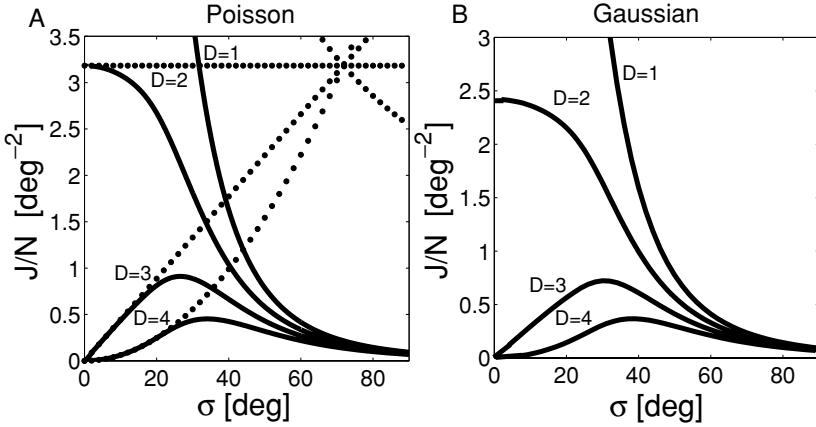 A
Poisson
3.5
3
2.5
2
1.5
1
0.5
0
J/N [deg⁻²]
D=1
D=2
D=3
D=4
0
20
40
60
80
σ [deg]
B
Gaussian
3
2.5
2
1.5
1
0.5
0
J/N [deg⁻²]
D=1
D=2
D=3
D=4
0
20
40
60
80
σ [deg]